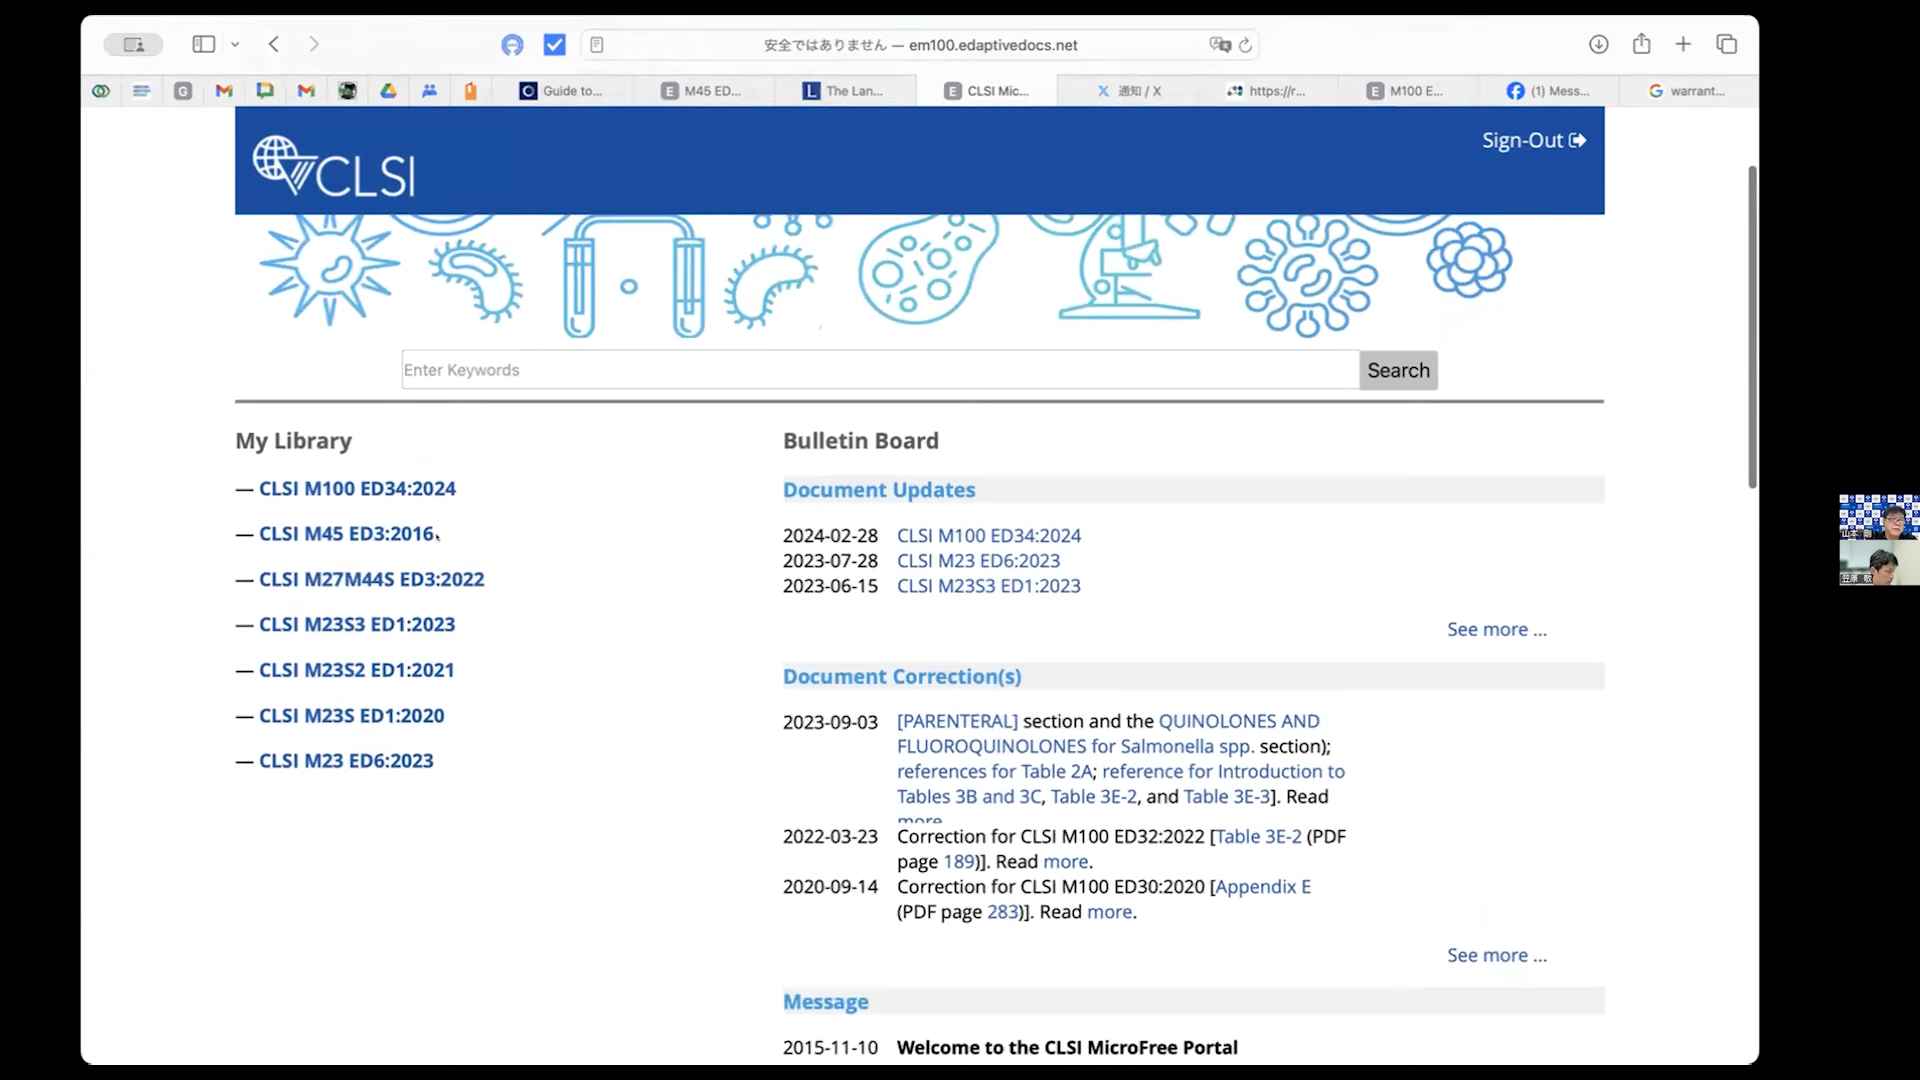 安全ではありません — em100.edaptivedocs.net
Guide to...
M45 ED...
The Lan...
CLSI Mic...
通知 / X
https://r...
M100 E...
(1) Mess...
warrant...
CLSI
Sign-Out
Enter Keywords
Search
My Library
— CLSI M100 ED34:2024
— CLSI M45 ED3:2016
— CLSI M27M44S ED3:2022
— CLSI M23S3 ED1:2023
— CLSI M23S2 ED1:2021
— CLSI M23S ED1:2020
— CLSI M23 ED6:2023
Bulletin Board
Document Updates
2024-02-28 CLSI M100 ED34:2024
2023-07-28 CLSI M23 ED6:2023
2023-06-15 CLSI M23S3 ED1:2023
See more ...
Document Correction(s)
2023-09-03 [PARENTERAL] section and the QUINOLONES AND
FLUOROQUINOLONES for Salmonella spp. section);
references for Table 2A; reference for Introduction to
Tables 3B and 3C, Table 3E-2, and Table 3E-3]. Read
more
2022-03-23 Correction for CLSI M100 ED32:2022 [Table 3E-2 (PDF
page 189)]. Read more.
2020-09-14 Correction for CLSI M100 ED30:2020 [Appendix E
(PDF page 283)]. Read more.
See more ...
Message
2015-11-10 Welcome to the CLSI MicroFree Portal